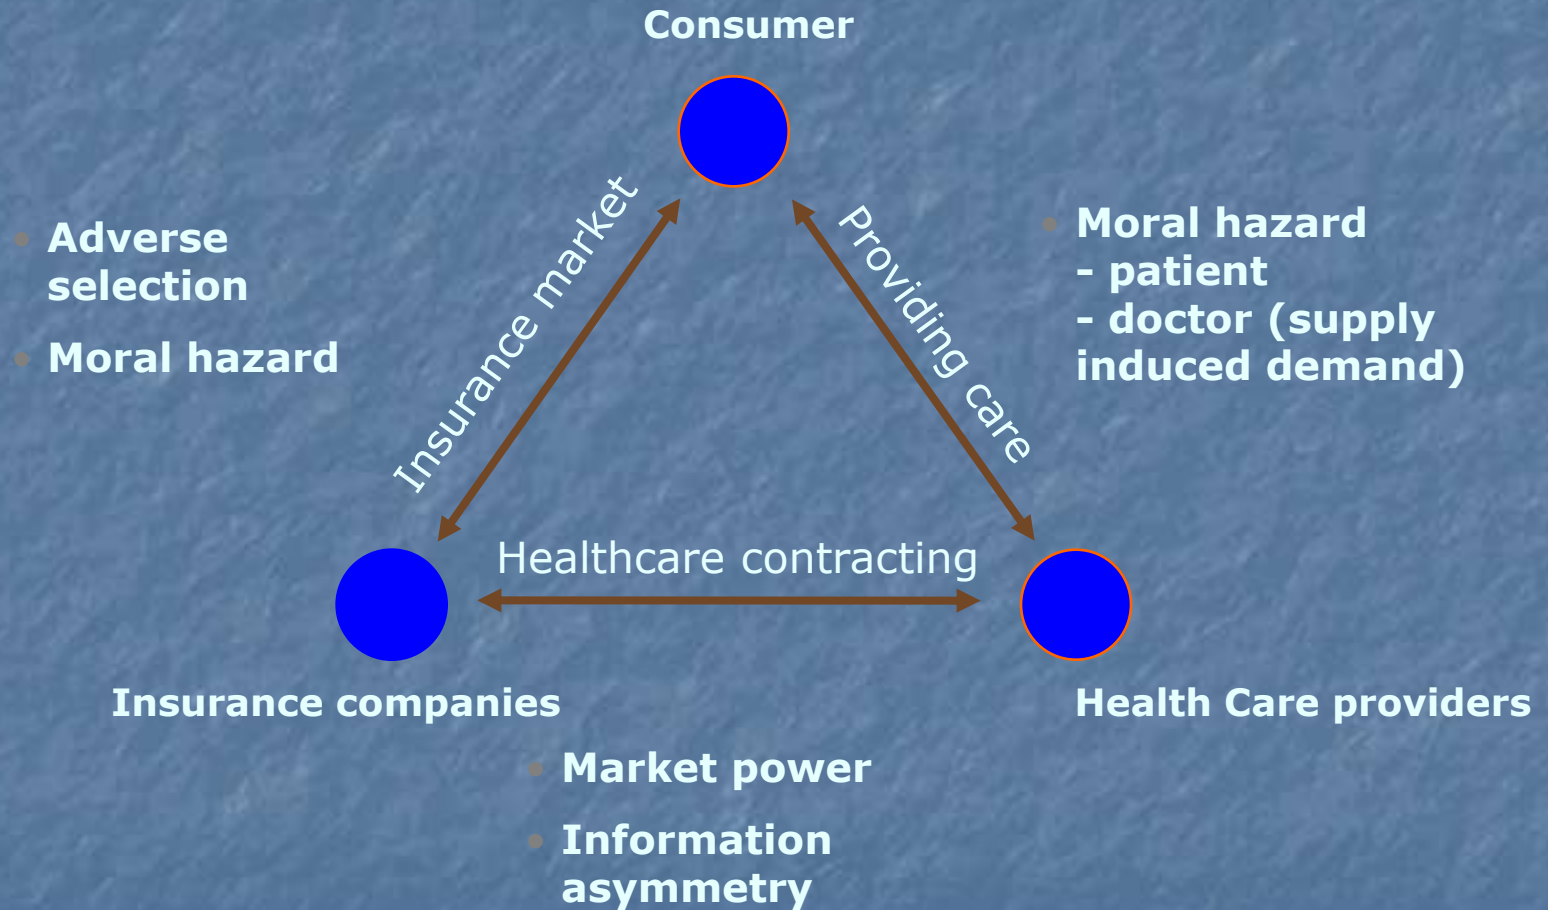 Consumer
Insurance market
Providing care
• Adverse
selection
• Moral hazard
• Moral hazard
- patient
- doctor (supply
induced demand)
Healthcare contracting
Insurance companies
Health Care providers
• Market power
• Information
asymmetry